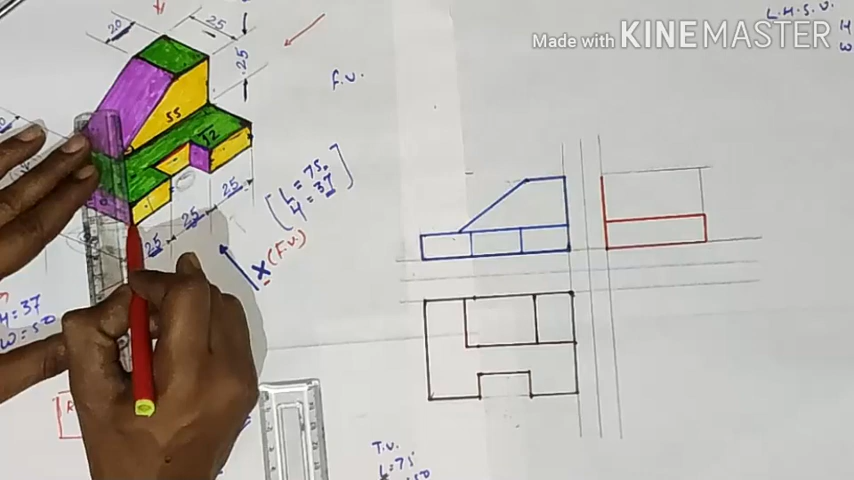 Made with KINEMASTER
L.H.S.V.
H
W
20
25
25
F.V.
55
12
[L = 75.
H = 37]
25
25
25
X (F.V.)
H = 37
W = 50
T.V.
L = 75